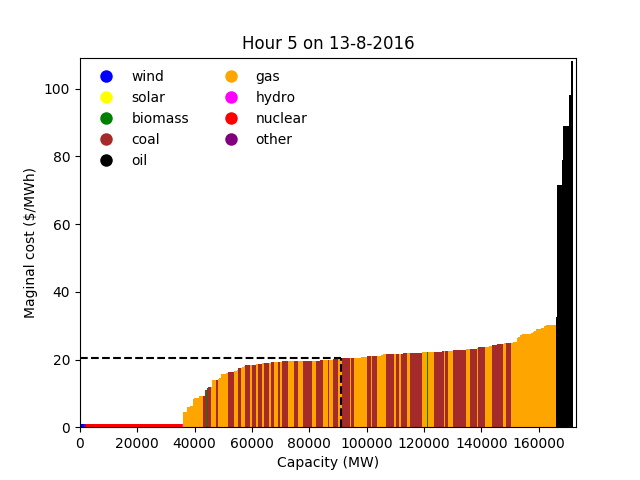 Hour 5 on 13-8-2016
wind
solar
biomass
coal
oil
gas
hydro
nuclear
other
Maginal cost ($/MWh)
100
80
60
40
20
0
0 20000 40000 60000 80000 100000 120000 140000 160000
Capacity (MW)